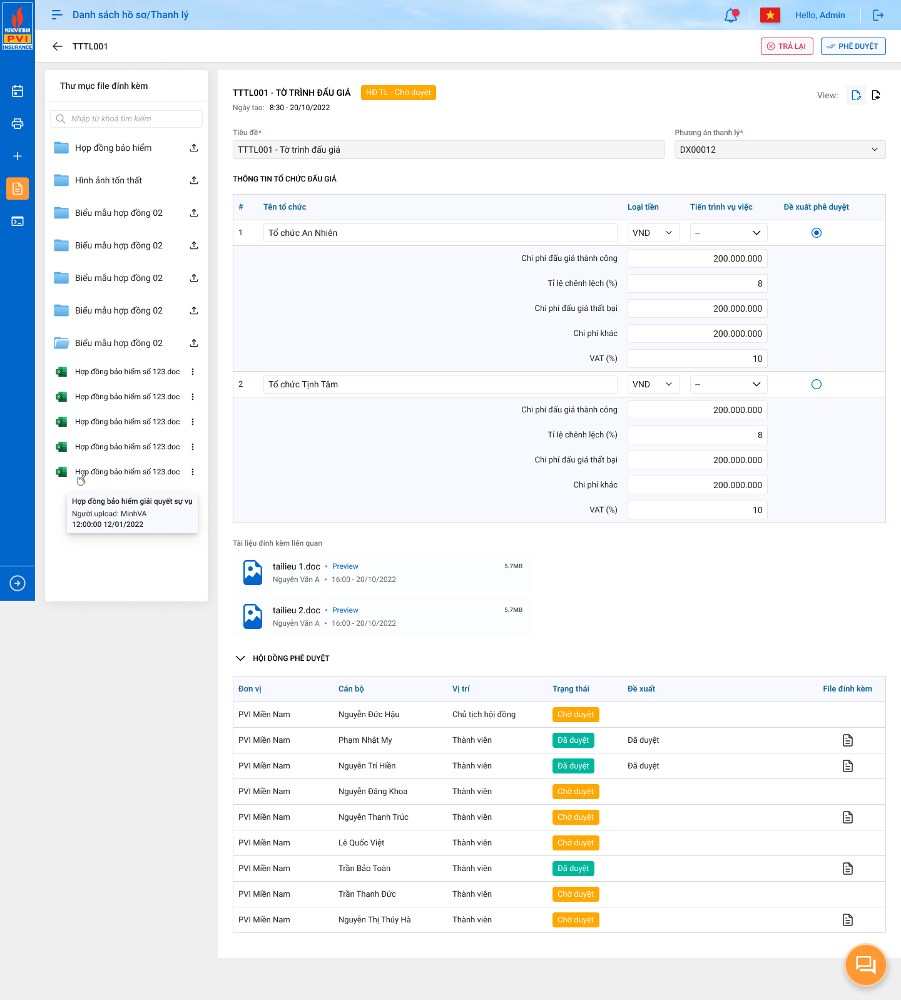 PETROVIETNAM
PVI
INSURANCE
Danh sách hồ sơ/Thanh lý
Hello, Admin
TTTL001
TRẢ LẠI
PHÊ DUYỆT
Thư mục file đính kèm
Nhập từ khoá tìm kiếm
Hợp đồng bảo hiểm
Hình ảnh tổn thất
Biểu mẫu hợp đồng 02
Biểu mẫu hợp đồng 02
Biểu mẫu hợp đồng 02
Biểu mẫu hợp đồng 02
Biểu mẫu hợp đồng 02
Hợp đồng bảo hiểm số 123.doc
Hợp đồng bảo hiểm số 123.doc
Hợp đồng bảo hiểm số 123.doc
Hợp đồng bảo hiểm số 123.doc
Hợp đồng bảo hiểm số 123.doc
Hợp đồng bảo hiểm giải quyết sự vụ
Người upload: MinhVA
12:00:00 12/01/2022
TTTL001 - TỜ TRÌNH ĐẤU GIÁ HĐ TL - Chờ duyệt
View:
Ngày tạo: 8:30 - 20/10/2022
Tiêu đề* Phương án thanh lý*
TTTL001 - Tờ trình đấu giá DX00012
THÔNG TIN TỔ CHỨC ĐẤU GIÁ
# Tên tổ chức Loại tiền Tiến trình vụ việc Đề xuất phê duyệt
1 Tổ chức An Nhiên VND --
Chi phí đấu giá thành công 200.000.000
Tỉ lệ chênh lệch (%) 8
Chi phí đấu giá thất bại 200.000.000
Chi phí khác 200.000.000
VAT (%) 10
2 Tổ chức Tịnh Tâm VND --
Chi phí đấu giá thành công 200.000.000
Tỉ lệ chênh lệch (%) 8
Chi phí đấu giá thất bại 200.000.000
Chi phí khác 200.000.000
VAT (%) 10
Tài liệu đính kèm liên quan
tailieu 1.doc • Preview 5.7MB
Nguyễn Văn A • 16:00 - 20/10/2022
tailieu 2.doc • Preview 5.7MB
Nguyễn Văn A • 16:00 - 20/10/2022
HỘI ĐỒNG PHÊ DUYỆT
Đơn vị Cán bộ Vị trí Trạng thái Đề xuất File đính kèm
PVI Miền Nam Nguyễn Đức Hậu Chủ tịch hội đồng Chờ duyệt
PVI Miền Nam Phạm Nhật My Thành viên Đã duyệt Đã duyệt
PVI Miền Nam Nguyễn Trí Hiền Thành viên Đã duyệt Đã duyệt
PVI Miền Nam Nguyễn Đăng Khoa Thành viên Chờ duyệt
PVI Miền Nam Nguyễn Thanh Trúc Thành viên Chờ duyệt
PVI Miền Nam Lê Quốc Việt Thành viên Chờ duyệt
PVI Miền Nam Trần Bảo Toàn Thành viên Đã duyệt
PVI Miền Nam Trần Thanh Đức Thành viên Chờ duyệt
PVI Miền Nam Nguyễn Thị Thúy Hà Thành viên Chờ duyệt